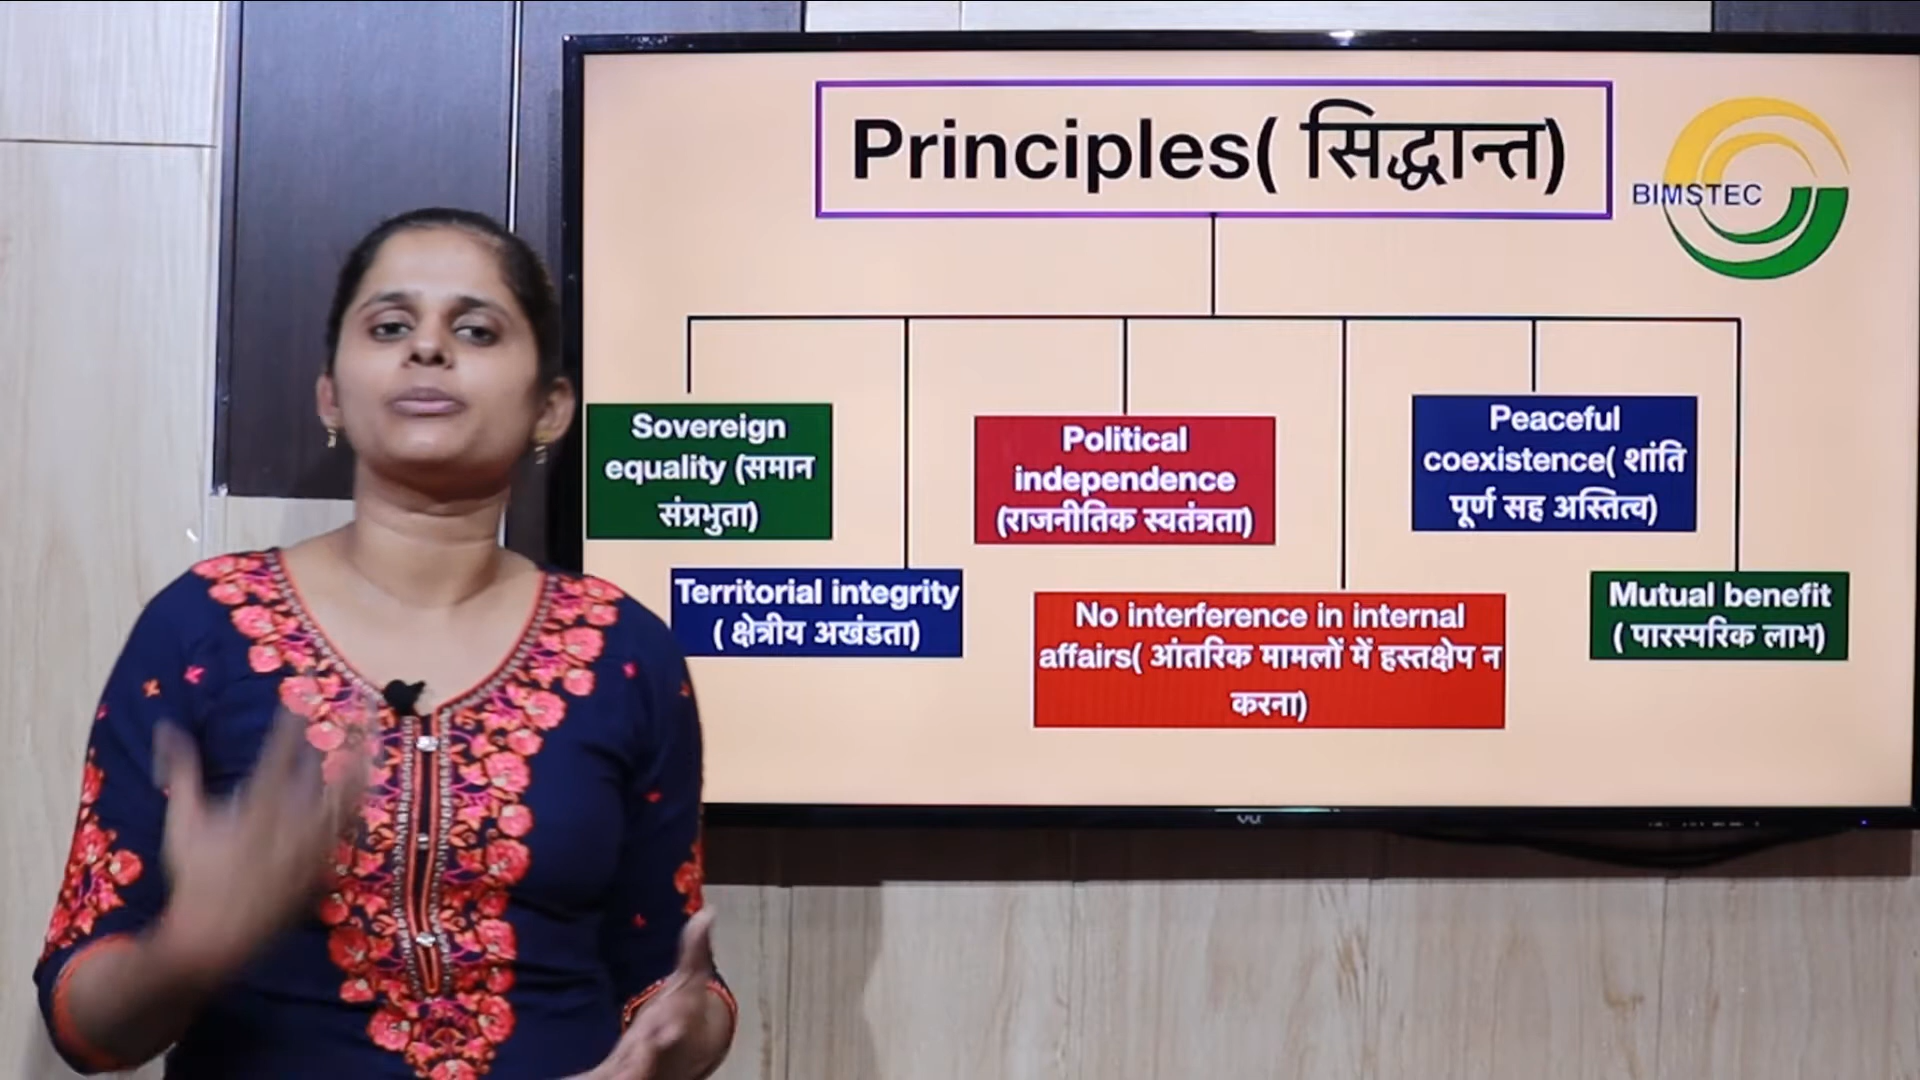 Principles( सिद्धान्त)
BIMSTEC
Sovereign
equality (समान
संप्रभुता)
Territorial integrity
( क्षेत्रीय अखंडता)
Political
independence
(राजनीतिक स्वतंत्रता)
No interference in internal
affairs( आंतरिक मामलों में हस्तक्षेप न
करना)
Peaceful
coexistence( शांति
पूर्ण सह अस्तित्व)
Mutual benefit
( पारस्परिक लाभ)